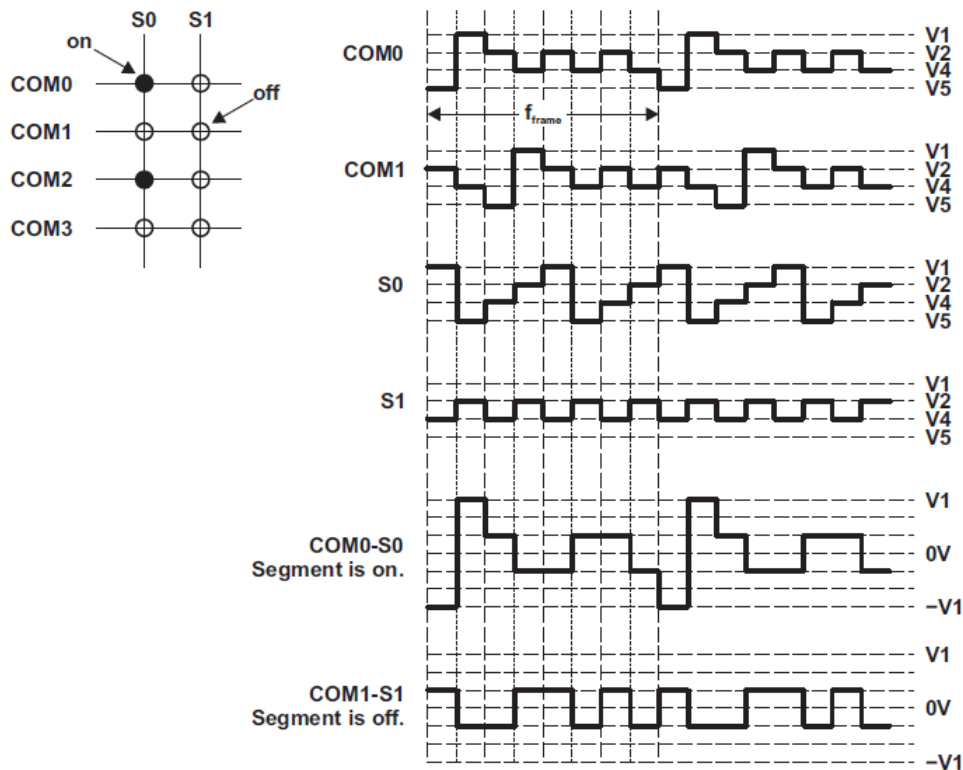 S0 S1
on
COM0
off
COM1
COM2
COM3
COM0
V1
V2
V4
V5
f_frame
COM1
V1
V2
V4
V5
S0
V1
V2
V4
V5
S1
V1
V2
V4
V5
COM0-S0
Segment is on.
V1
0V
−V1
COM1-S1
Segment is off.
V1
0V
−V1